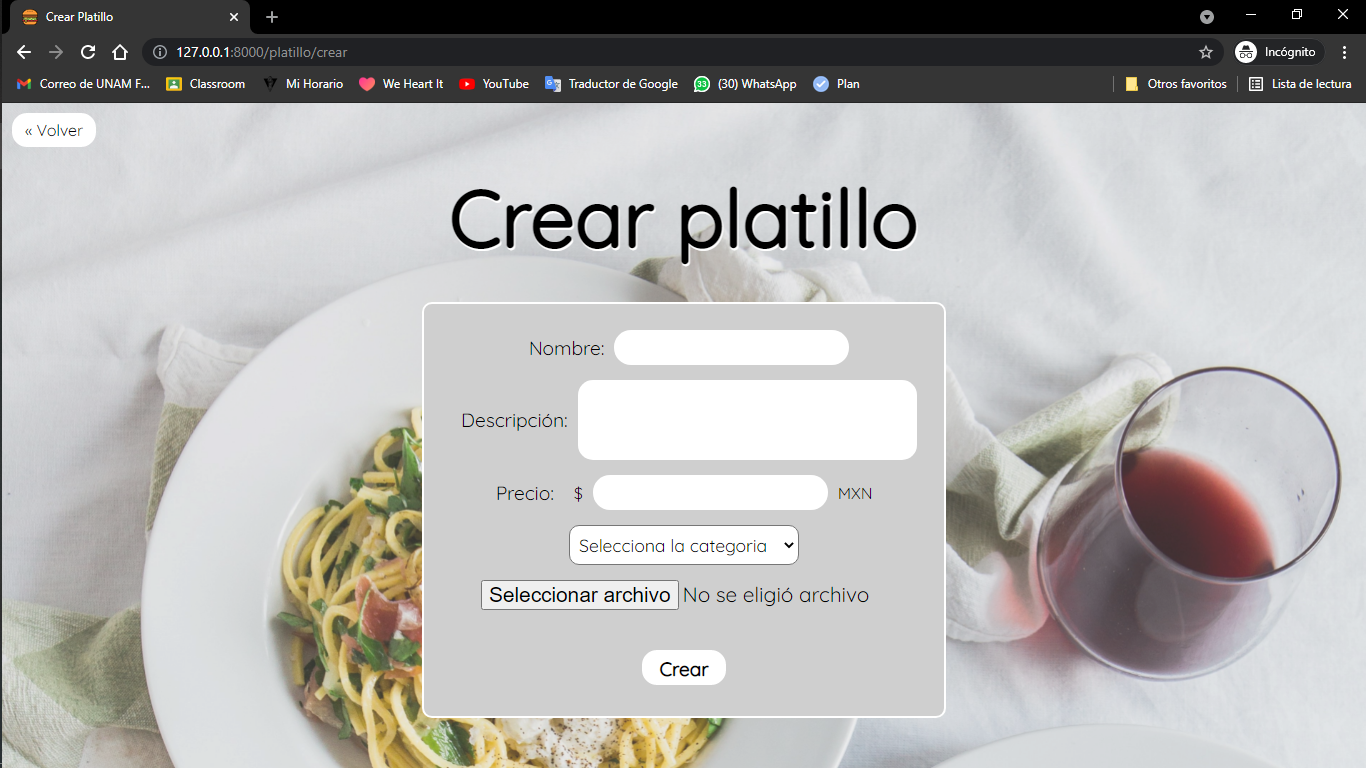 Crear Platillo
127.0.0.1:8000/platillo/crear
Incógnito
Correo de UNAM F... Classroom Mi Horario We Heart It YouTube Traductor de Google 33 (30) WhatsApp Plan Otros favoritos Lista de lectura
« Volver
Crear platillo
Nombre:
Descripción:
Precio: $ MXN
Selecciona la categoria
Seleccionar archivo No se eligió archivo
Crear